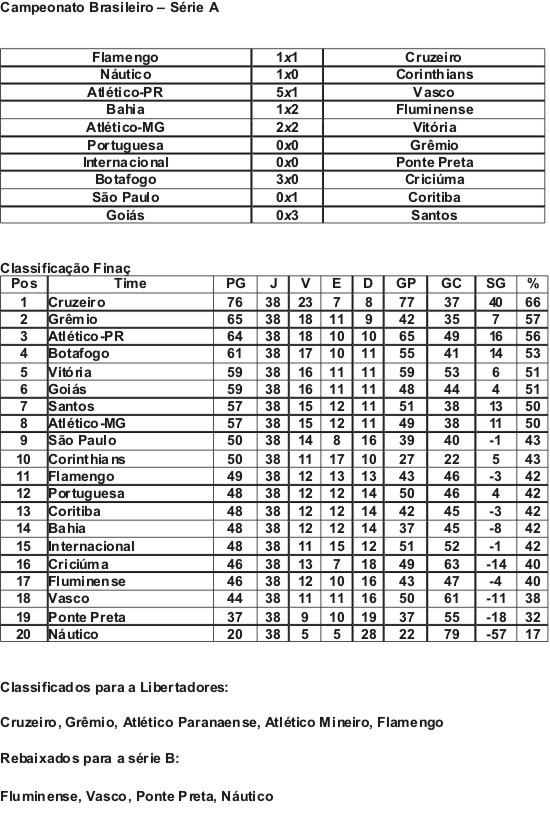 Campeonato Brasileiro – Série A
Flamengo 1x1 Cruzeiro
Náutico 1x0 Corinthians
Atlético-PR 5x1 Vasco
Bahia 1x2 Fluminense
Atlético-MG 2x2 Vitória
Portuguesa 0x0 Grêmio
Internacional 0x0 Ponte Preta
Botafogo 3x0 Criciúma
São Paulo 0x1 Coritiba
Goiás 0x3 Santos
Classificação Finaç
Pos Time PG J V E D GP GC SG %
1 Cruzeiro 76 38 23 7 8 77 37 40 66
2 Grêmio 65 38 18 11 9 42 35 7 57
3 Atlético-PR 64 38 18 10 10 65 49 16 56
4 Botafogo 61 38 17 10 11 55 41 14 53
5 Vitória 59 38 16 11 11 59 53 6 51
6 Goiás 59 38 16 11 11 48 44 4 51
7 Santos 57 38 15 12 11 51 38 13 50
8 Atlético-MG 57 38 15 12 11 49 38 11 50
9 São Paulo 50 38 14 8 16 39 40 -1 43
10 Corinthians 50 38 11 17 10 27 22 5 43
11 Flamengo 49 38 12 13 13 43 46 -3 42
12 Portuguesa 48 38 12 12 14 50 46 4 42
13 Coritiba 48 38 12 12 14 42 45 -3 42
14 Bahia 48 38 12 12 14 37 45 -8 42
15 Internacional 48 38 11 15 12 51 52 -1 42
16 Criciúma 46 38 13 7 18 49 63 -14 40
17 Fluminense 46 38 12 10 16 43 47 -4 40
18 Vasco 44 38 11 11 16 50 61 -11 38
19 Ponte Preta 37 38 9 10 19 37 55 -18 32
20 Náutico 20 38 5 5 28 22 79 -57 17
Classificados para a Libertadores:
Cruzeiro, Grêmio, Atlético Paranaense, Atlético Mineiro, Flamengo
Rebaixados para a série B:
Fluminense, Vasco, Ponte Preta, Náutico